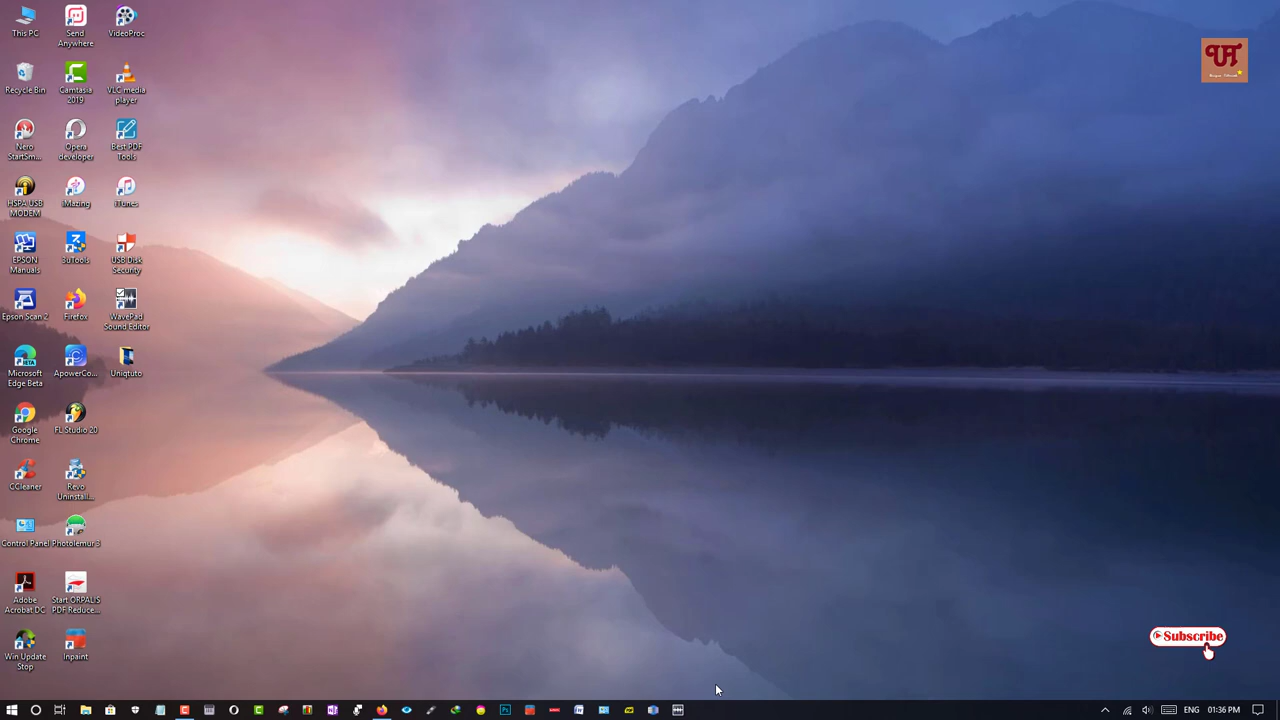 This PC
Send
Anywhere
VideoProc
Recycle Bin
Camtasia
2019
VLC media
player
Nero
StartSm...
Opera
developer
Best PDF
Tools
HSPA USB
MODEM
iMazing
iTunes
EPSON
Manuals
3uTools
USB Disk
Security
Epson Scan 2
Firefox
WavePad
Sound Editor
Microsoft
Edge Beta
ApowerCo...
Uniqtuto
Google
Chrome
FL Studio 20
CCleaner
Revo
Uninstall...
Control Panel
Photolemur 3
Adobe
Acrobat DC
Start ORPALIS
PDF Reduce...
Win Update
Stop
Inpaint
UT
Subscribe
ENG
01:36 PM